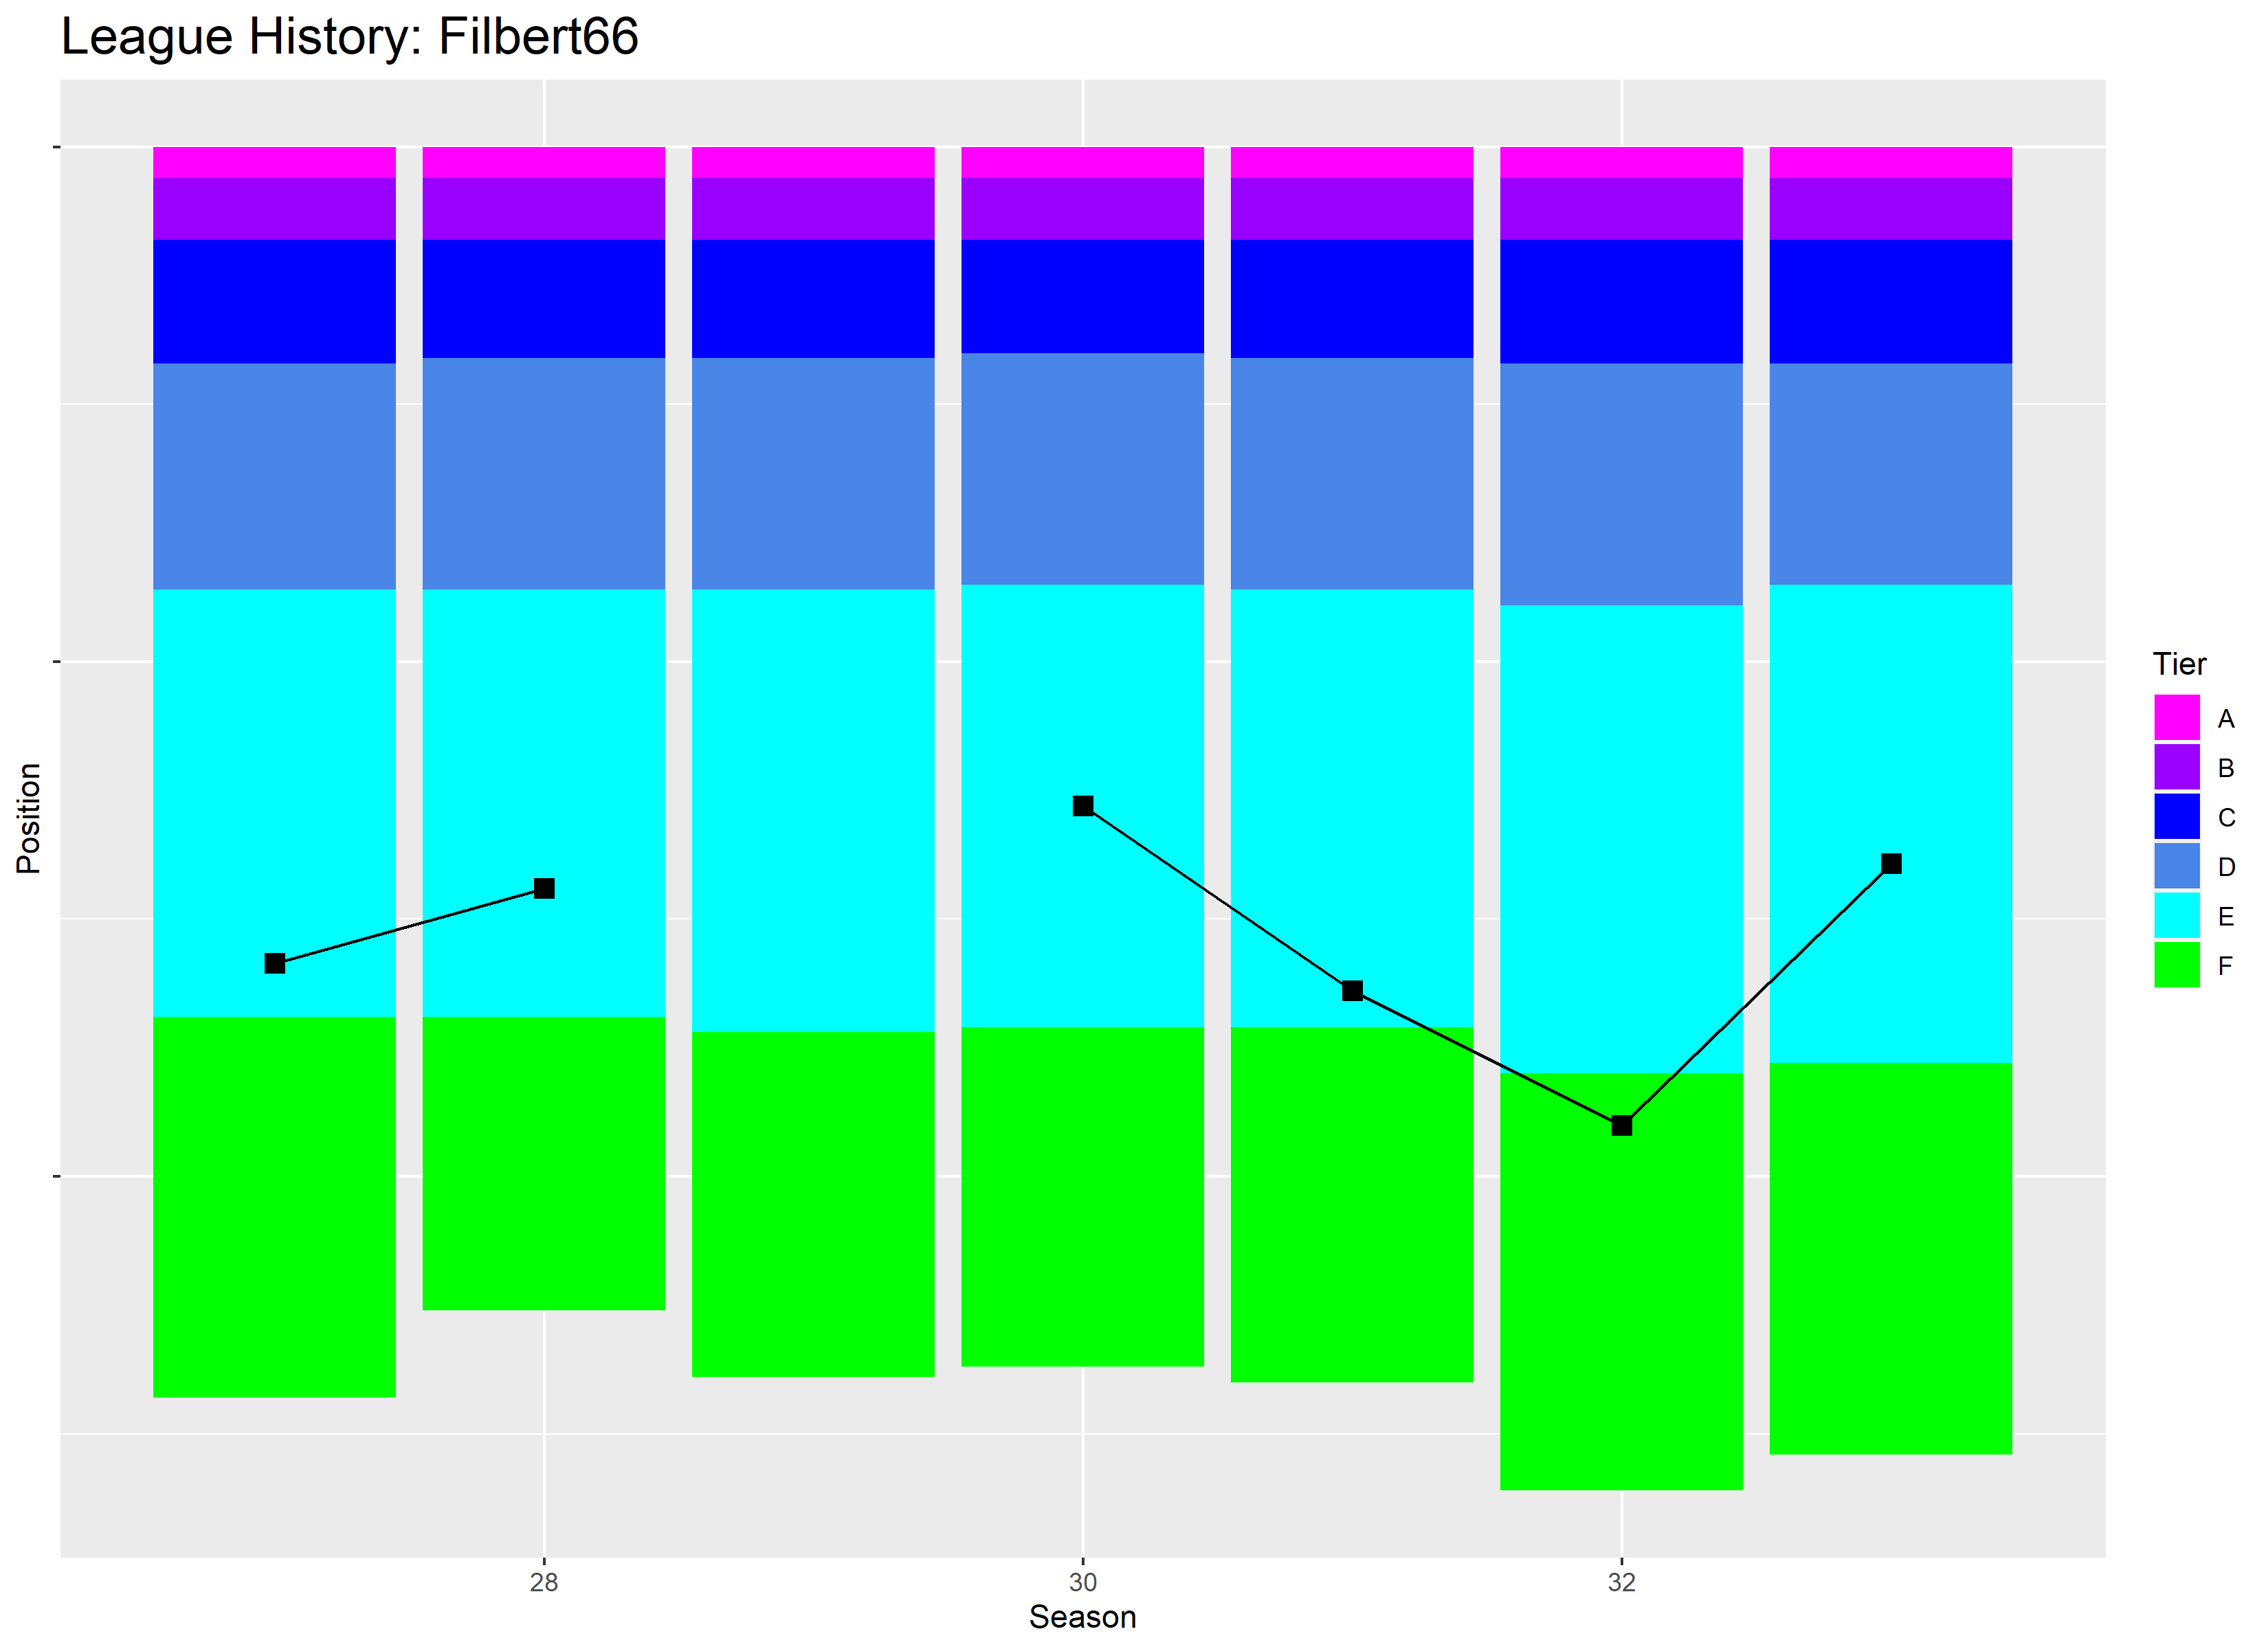 League History: Filbert66
Position
28
30
32
Season
Tier
A
B
C
D
E
F